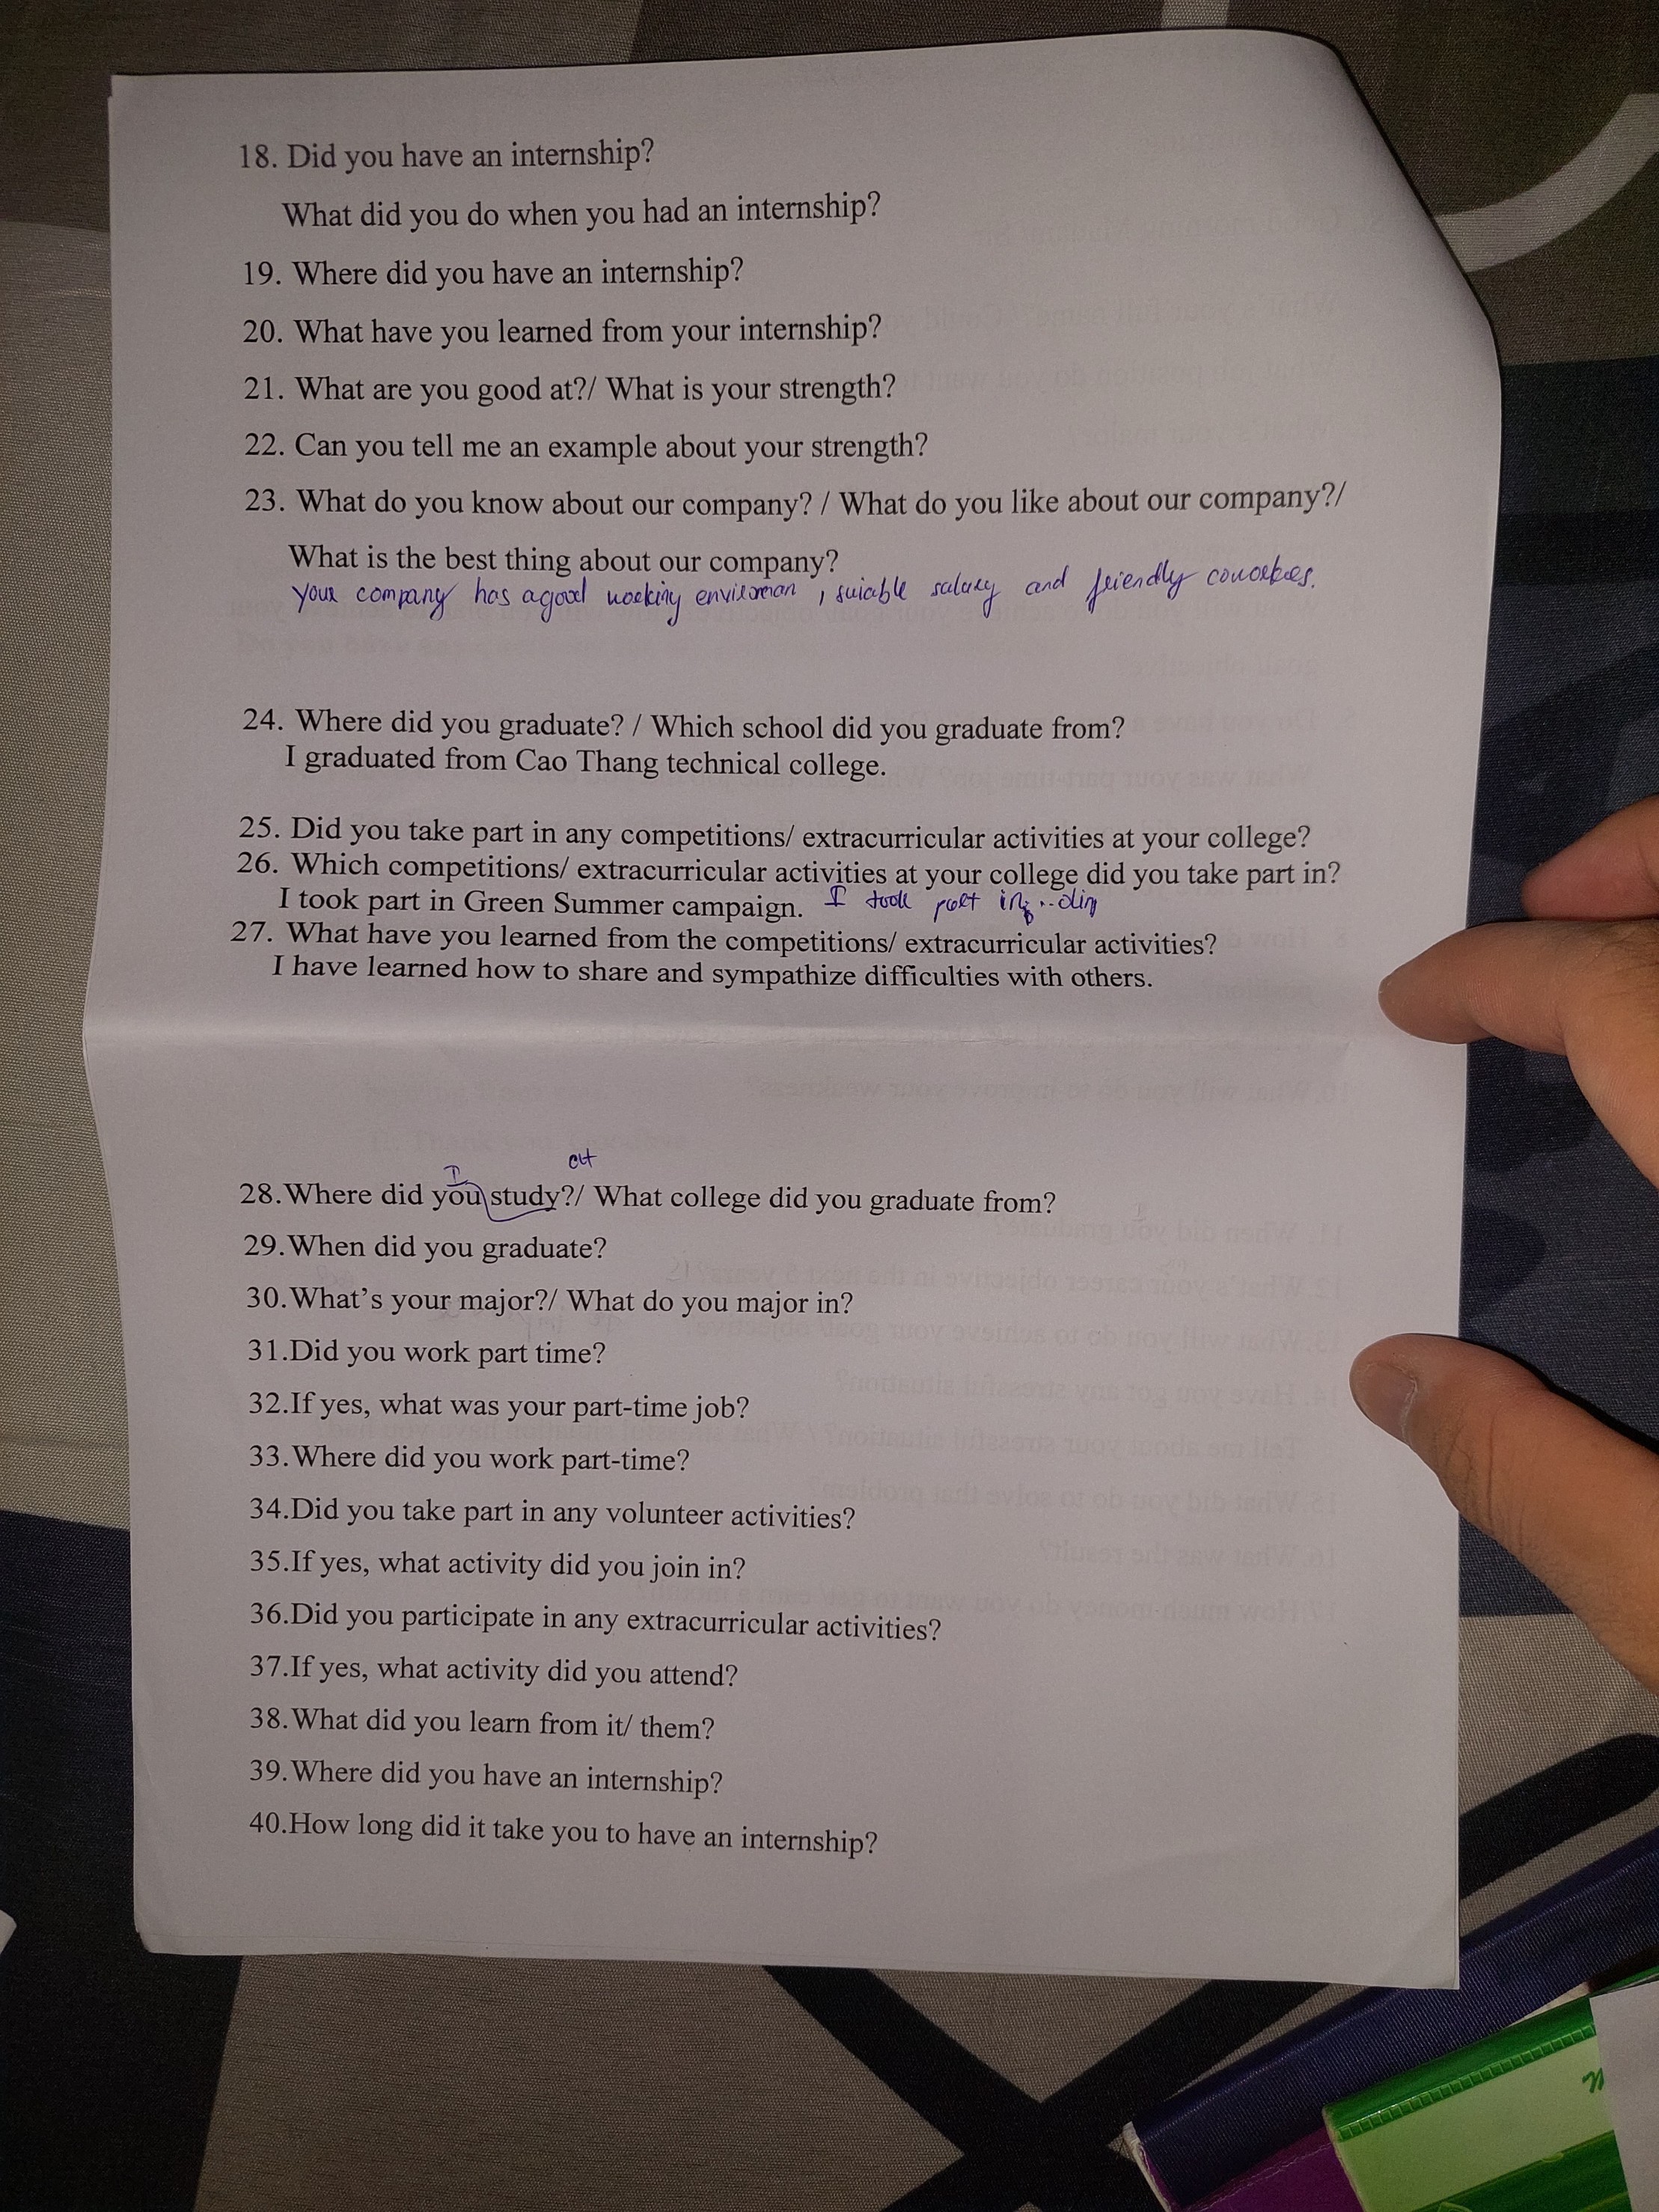 18. Did you have an internship?
What did you do when you had an internship?
19. Where did you have an internship?
20. What have you learned from your internship?
21. What are you good at?/ What is your strength?
22. Can you tell me an example about your strength?
23. What do you know about our company? / What do you like about our company?/
What is the best thing about our company?
your company has a good working , salary and friendly
24. Where did you graduate? / Which school did you graduate from?
I graduated from Cao Thang technical college.
25. Did you take part in any competitions/ extracurricular activities at your college?
26. Which competitions/ extracurricular activities at your college did you take part in?
I took part in Green Summer campaign. I took part in
27. What have you learned from the competitions/ extracurricular activities?
I have learned how to share and sympathize difficulties with others.
I at
28.Where did you study?/ What college did you graduate from?
29.When did you graduate?
30.What's your major?/ What do you major in?
31.Did you work part time?
32.If yes, what was your part-time job?
33.Where did you work part-time?
34.Did you take part in any volunteer activities?
35.If yes, what activity did you join in?
36.Did you participate in any extracurricular activities?
37.If yes, what activity did you attend?
38.What did you learn from it/ them?
39.Where did you have an internship?
40.How long did it take you to have an internship?